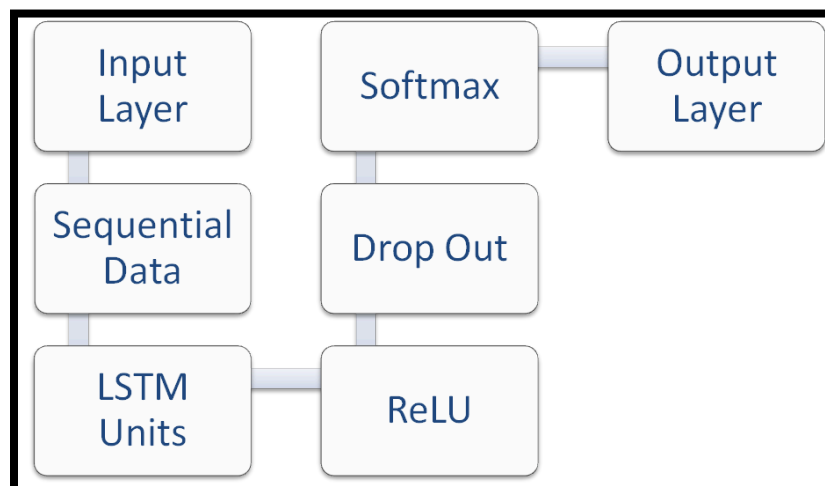 Input
Layer
Sequential
Data
LSTM
Units
ReLU
Drop Out
Softmax
Output
Layer